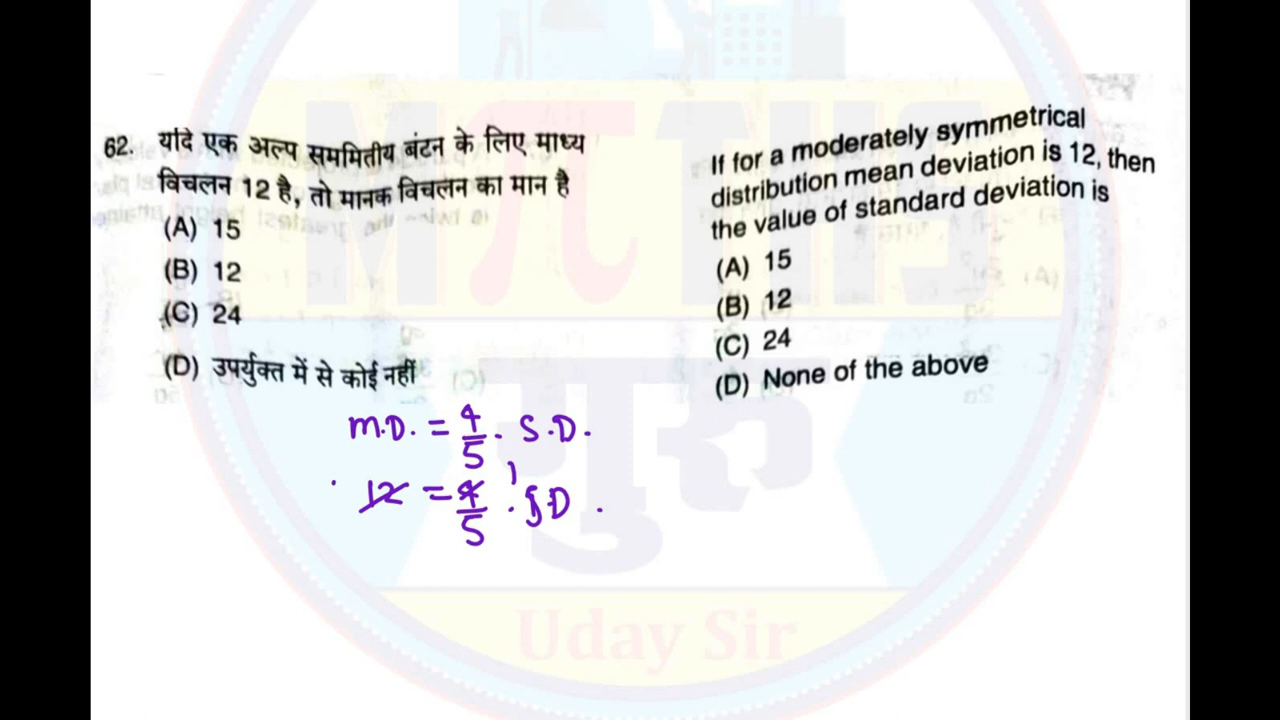 62. यदि एक अल्प सममितीय बंटन के लिए माध्य
विचलन 12 है, तो मानक विचलन का मान है
(A) 15
(B) 12
(C) 24
(D) उपर्युक्त में से कोई नहीं
If for a moderately symmetrical
distribution mean deviation is 12, then
the value of standard deviation is
(A) 15
(B) 12
(C) 24
(D) None of the above
M.D. = 4/5 . S.D.
12 = 4/5 . S.D.
गुरु
Uday Sir